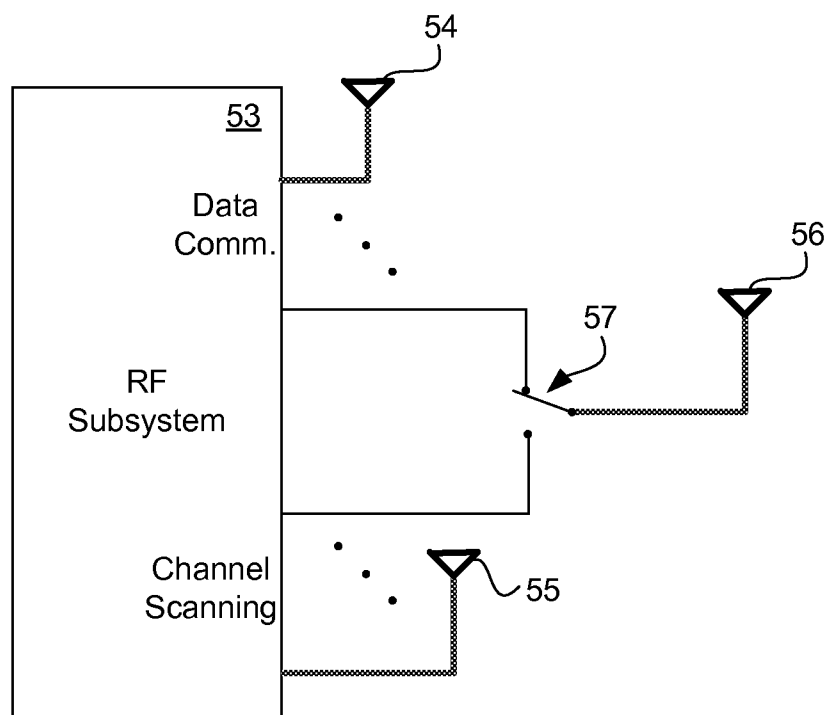 54
53
Data
Comm.
56
57
RF
Subsystem
Channel
Scanning
55